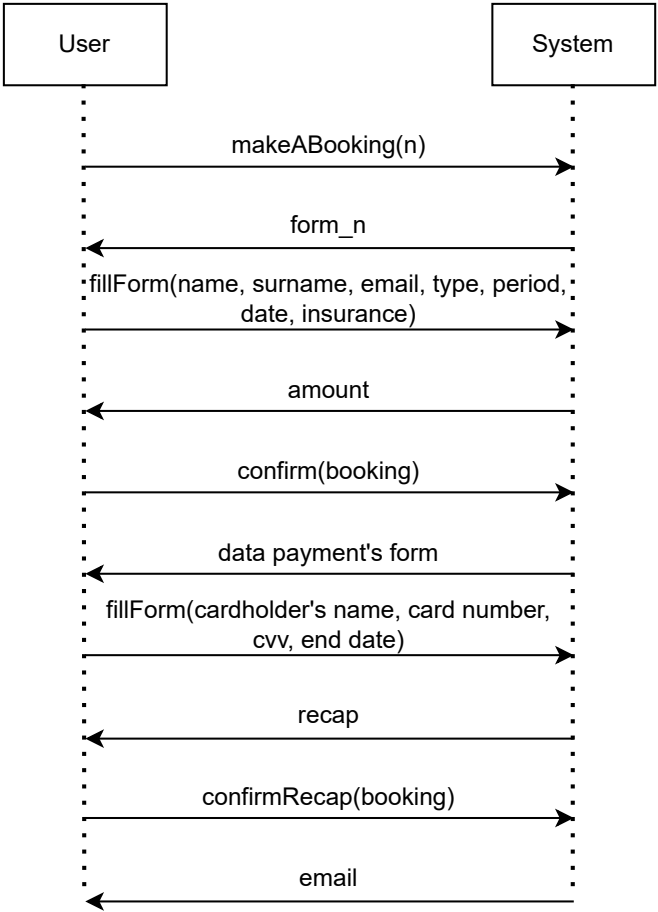 User
System
makeABooking(n)
form_n
fillForm(name, surname, email, type, period,
date, insurance)
amount
confirm(booking)
data payment's form
fillForm(cardholder's name, card number,
cvv, end date)
recap
confirmRecap(booking)
email